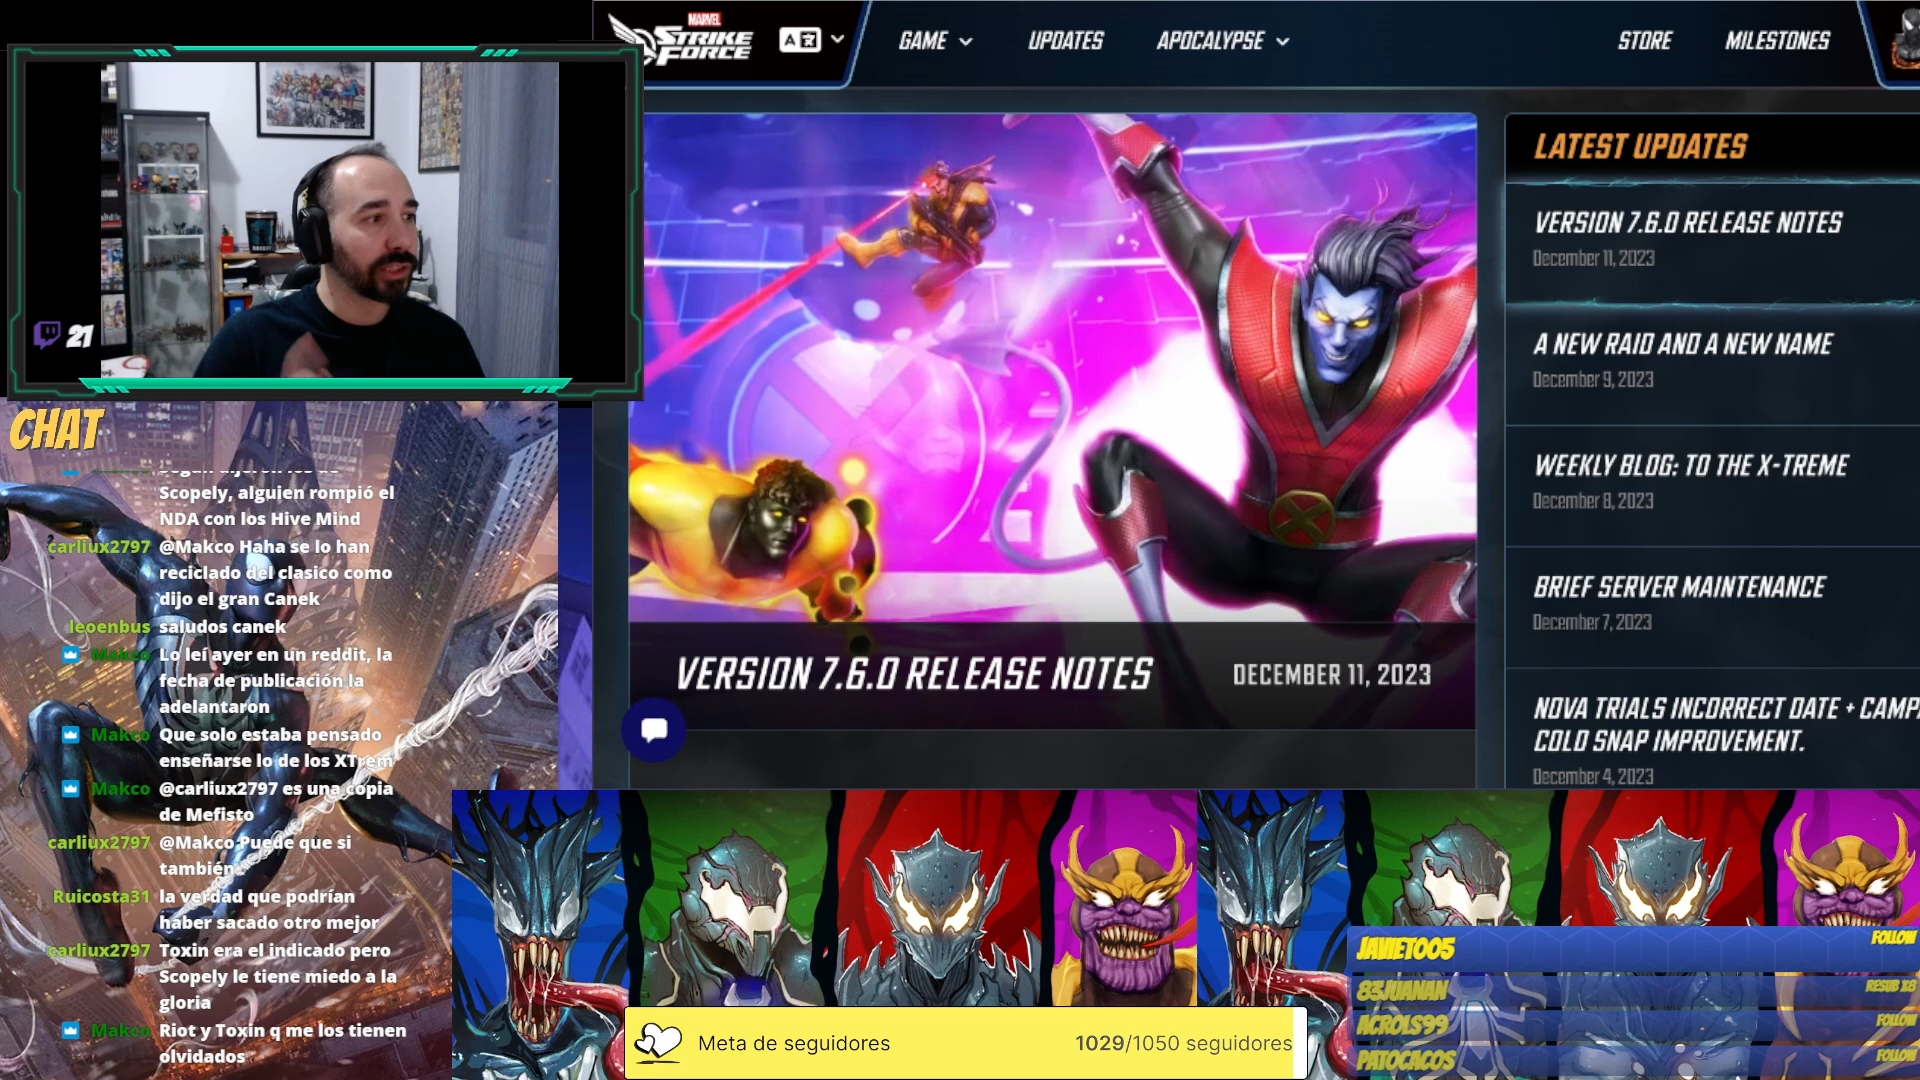 MARVEL
STRIKE
FORCE
GAME
UPDATES
APOCALYPSE
STORE
MILESTONES
21
VERSION 7.6.0 RELEASE NOTES
DECEMBER 11, 2023
LATEST UPDATES
VERSION 7.6.0 RELEASE NOTES
December 11, 2023
A NEW RAID AND A NEW NAME
December 9, 2023
WEEKLY BLOG: TO THE X-TREME
December 8, 2023
BRIEF SERVER MAINTENANCE
December 7, 2023
NOVA TRIALS INCORRECT DATE + CAMP
COLD SNAP IMPROVEMENT.
December 4, 2023
CHAT
Scopely, alguien rompió el
NDA con los Hive Mind
carliux2797 @Makco Haha se lo han
reciclado del clasico como
dijo el gran Canek
leoenbus saludos canek
Makco Lo leí ayer en un reddit, la
fecha de publicación la
adelantaron
Makco Que solo estaba pensado
enseñarse lo de los XTrem
Makco @carliux2797 es una copia
de Mefisto
carliux2797 @Makco Puede que si
también
Ruicosta31 la verdad que podrían
haber sacado otro mejor
carliux2797 Toxin era el indicado pero
Scopely le tiene miedo a la
gloria
Makco Riot y Toxin q me los tienen
olvidados
Meta de seguidores
1029/1050 seguidores
JAVIET005 FOLLOW
83JUANAN RESUB X8
ACROLS99 FOLLOW
PATOCACOS FOLLOW